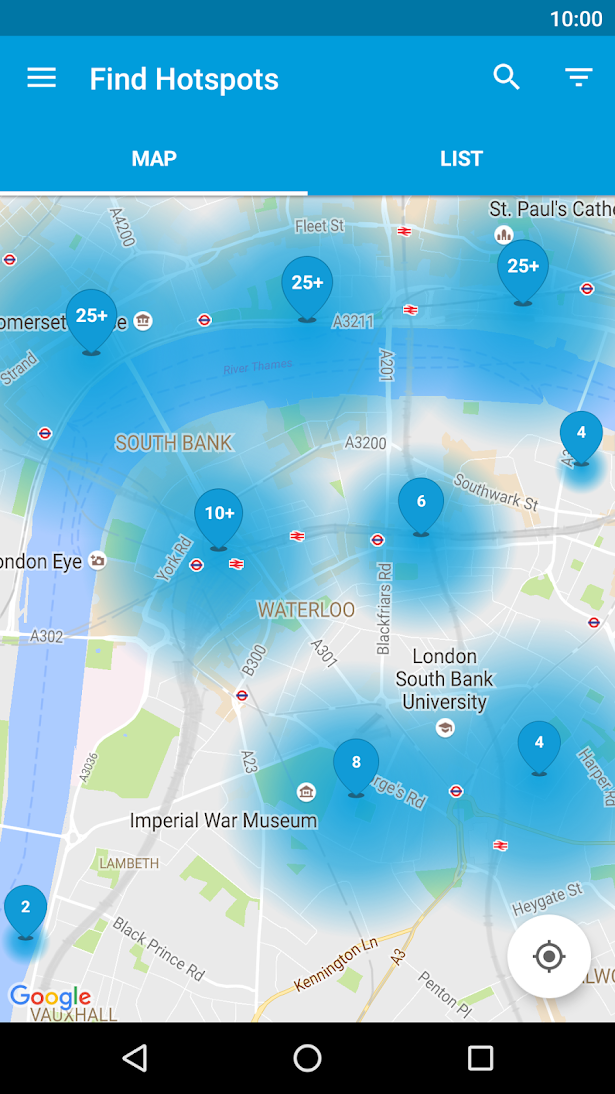 10:00
Find Hotspots
MAP
LIST
St. Paul's Cath
A4200
Fleet St
25+
25+
25+
omerset
e
A3211
Strand
River Thames
A201
SOUTH BANK
A3200
4
Southwark St
10+
6
ondon Eye
York Rd
Blackfriars Rd
WATERLOO
A302
B300
A301
London
South Bank
University
A23
A3036
8
4
rge's Rd
Harper Rd
Imperial War Museum
LAMBETH
2
Heygate St
Black Prince Rd
Kennington Ln
A3
Penton Pl
Google
VAUXHALL